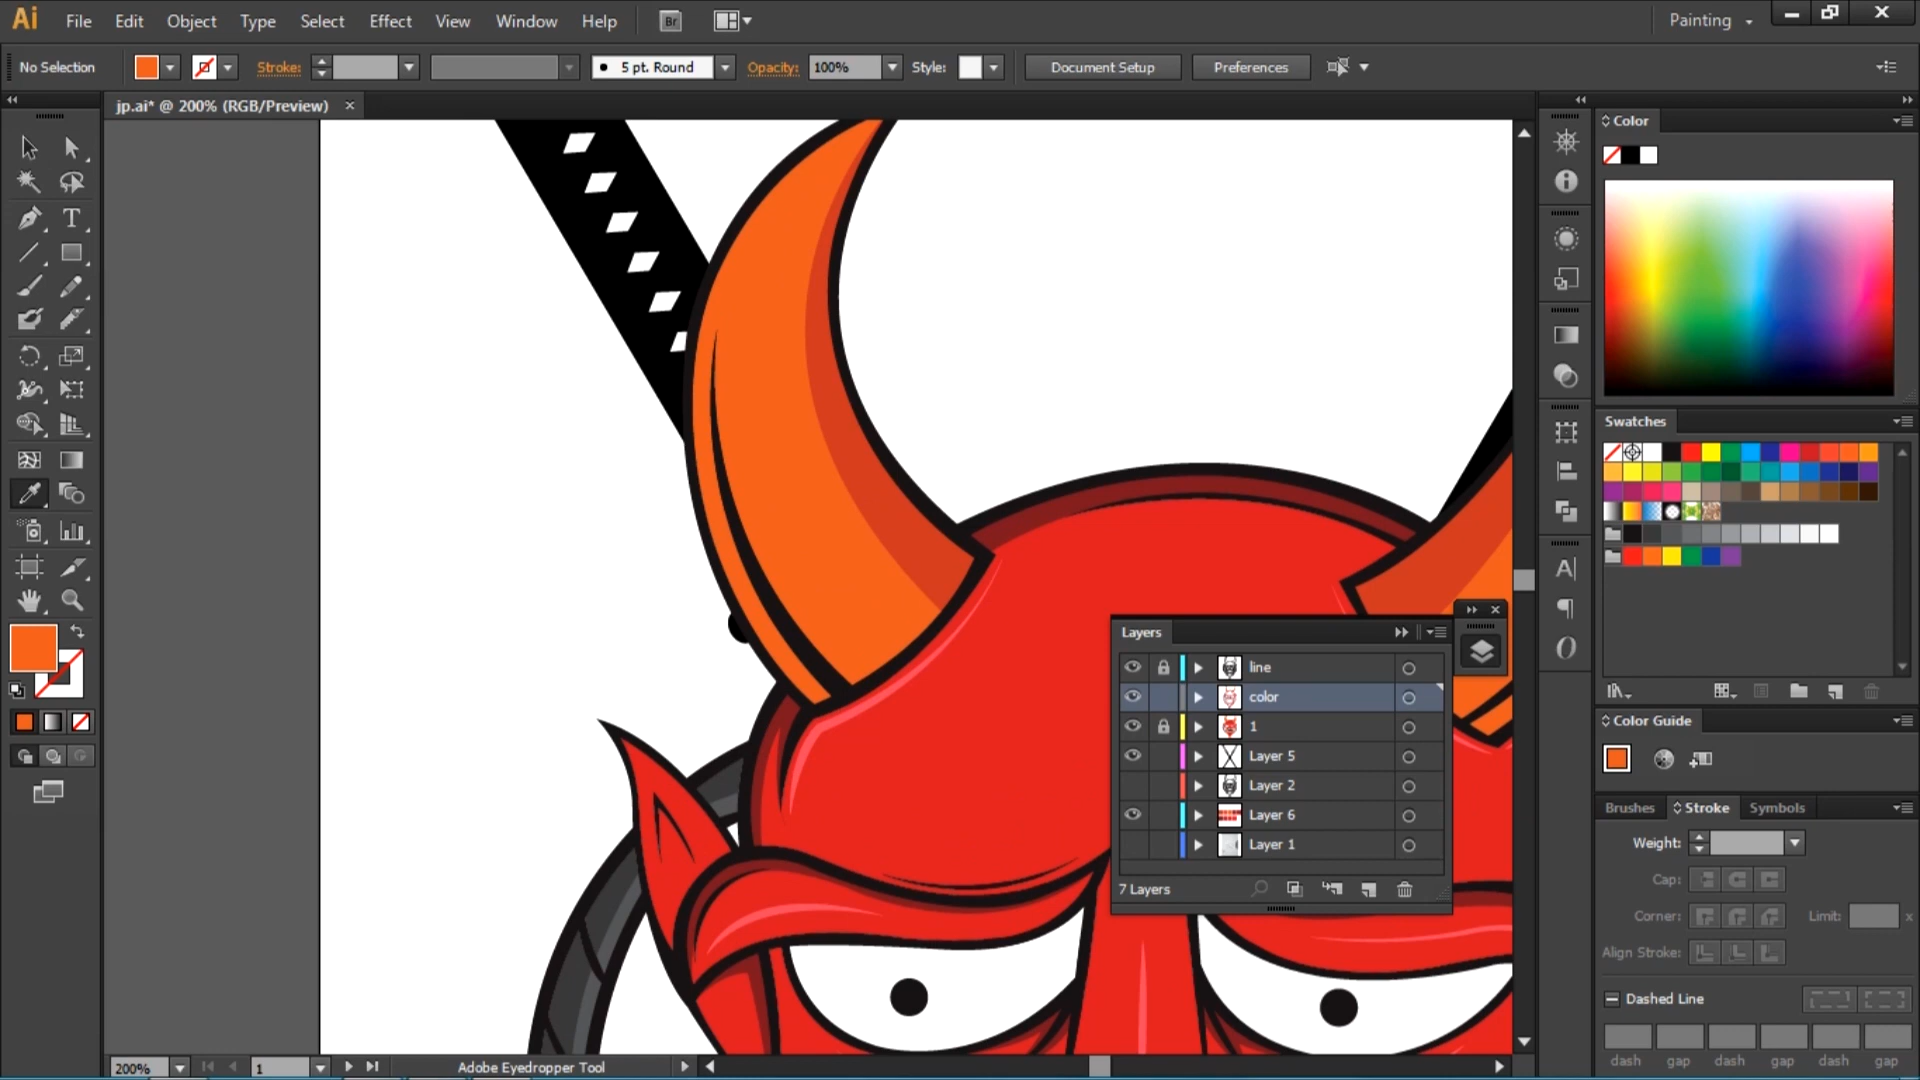 Ai File Edit Object Type Select Effect View Window Help Br Painting
No Selection Stroke: 5 pt. Round Opacity: 100% Style: Document Setup Preferences
jp.ai* @ 200% (RGB/Preview)
Color
Swatches
Layers
line
color
1
Layer 5
Layer 2
Layer 6
Layer 1
7 Layers
Color Guide
Brushes Stroke Symbols
Weight:
Cap:
Corner: Limit: x
Align Stroke:
Dashed Line
dash gap dash gap dash gap
200% 1 Adobe Eyedropper Tool